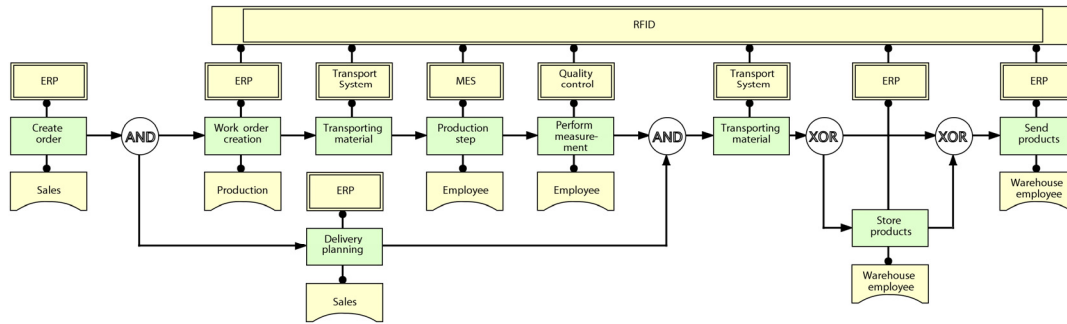 RFID
ERP
ERP
Transport
System
MES
Quality
control
Transport
System
ERP
ERP
Create
order
AND
Work order
creation
Transporting
material
Production
step
Perform
measure-
ment
AND
Transporting
material
XOR
XOR
Send
products
Sales
Production
ERP
Employee
Employee
Warehouse
employee
Delivery
planning
Store
products
Sales
Warehouse
employee